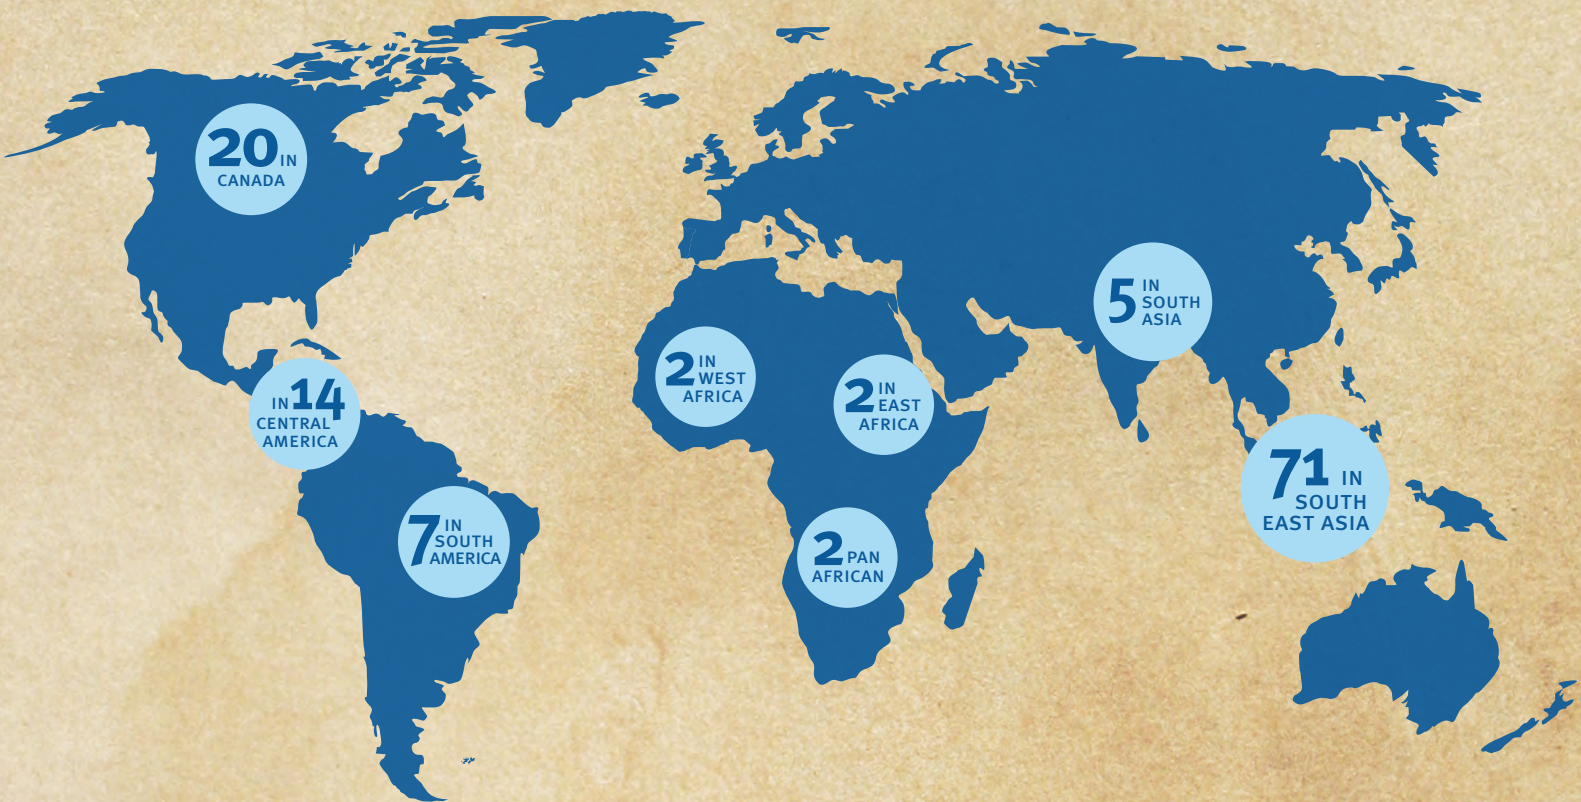 20 IN
CANADA
IN 14
CENTRAL
AMERICA
7 IN
SOUTH
AMERICA
2 IN
WEST
AFRICA
2 IN
EAST
AFRICA
2 PAN
AFRICAN
5 IN
SOUTH
ASIA
71 IN
SOUTH
EAST ASIA